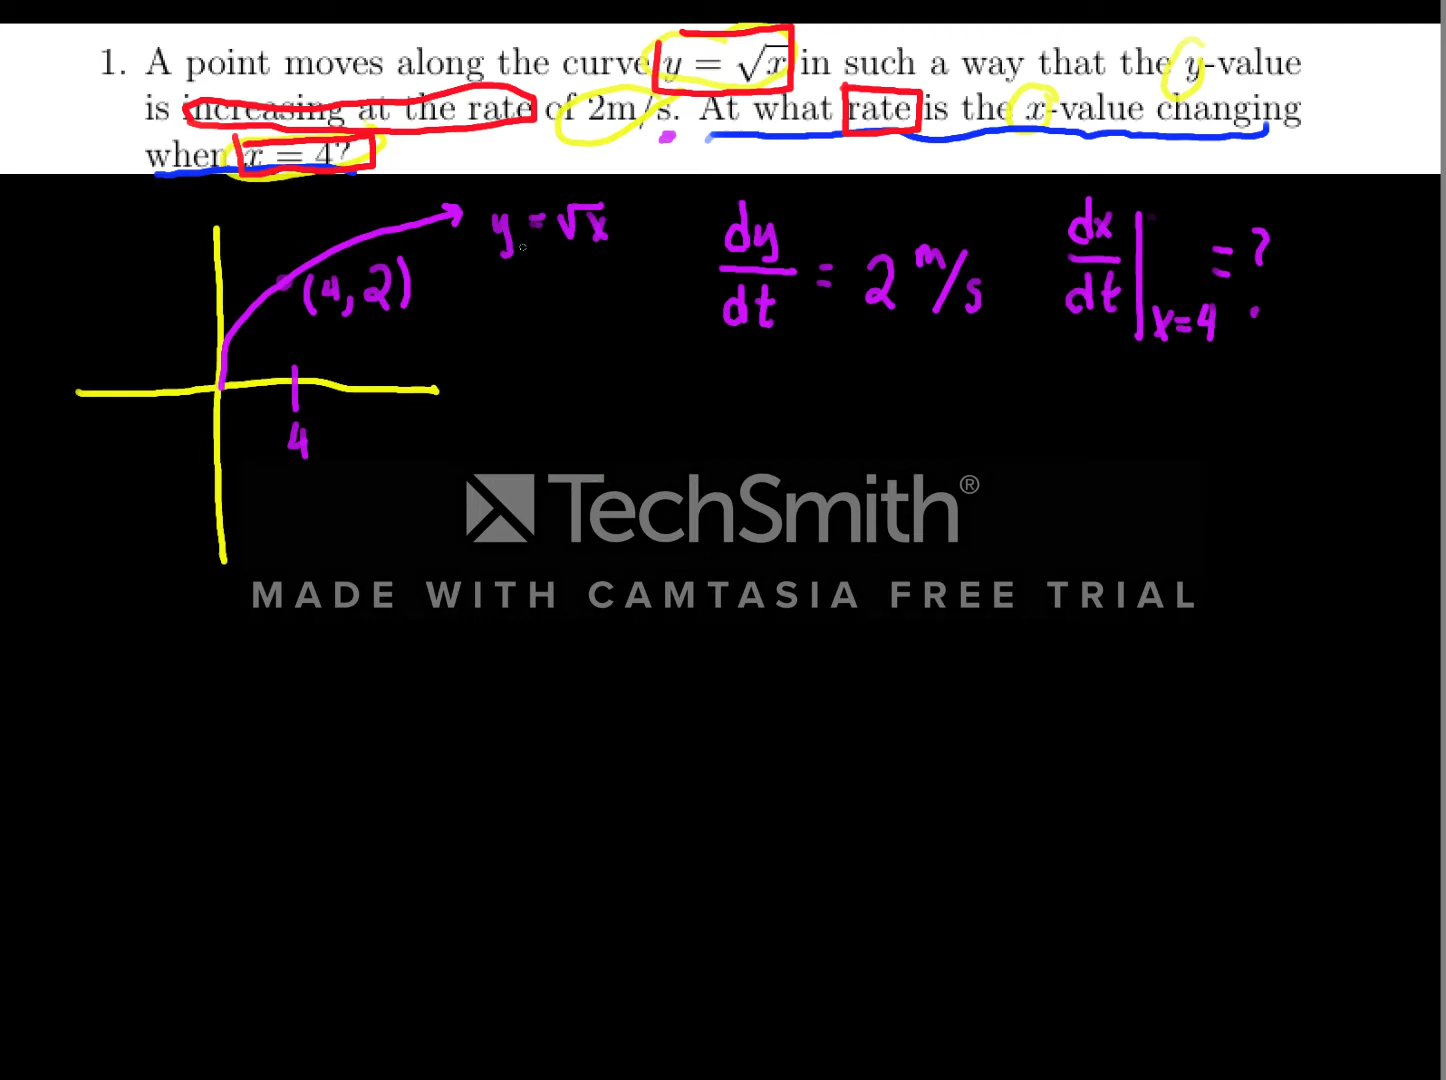 1. A point moves along the curve y = √x in such a way that the y-value
is increasing at the rate of 2m/s. At what rate is the x-value changing
when x = 4?
y = √x
(4, 2)
4
dy/dt = 2 m/s
dx/dt | x=4 = ?
TechSmith®
MADE WITH CAMTASIA FREE TRIAL